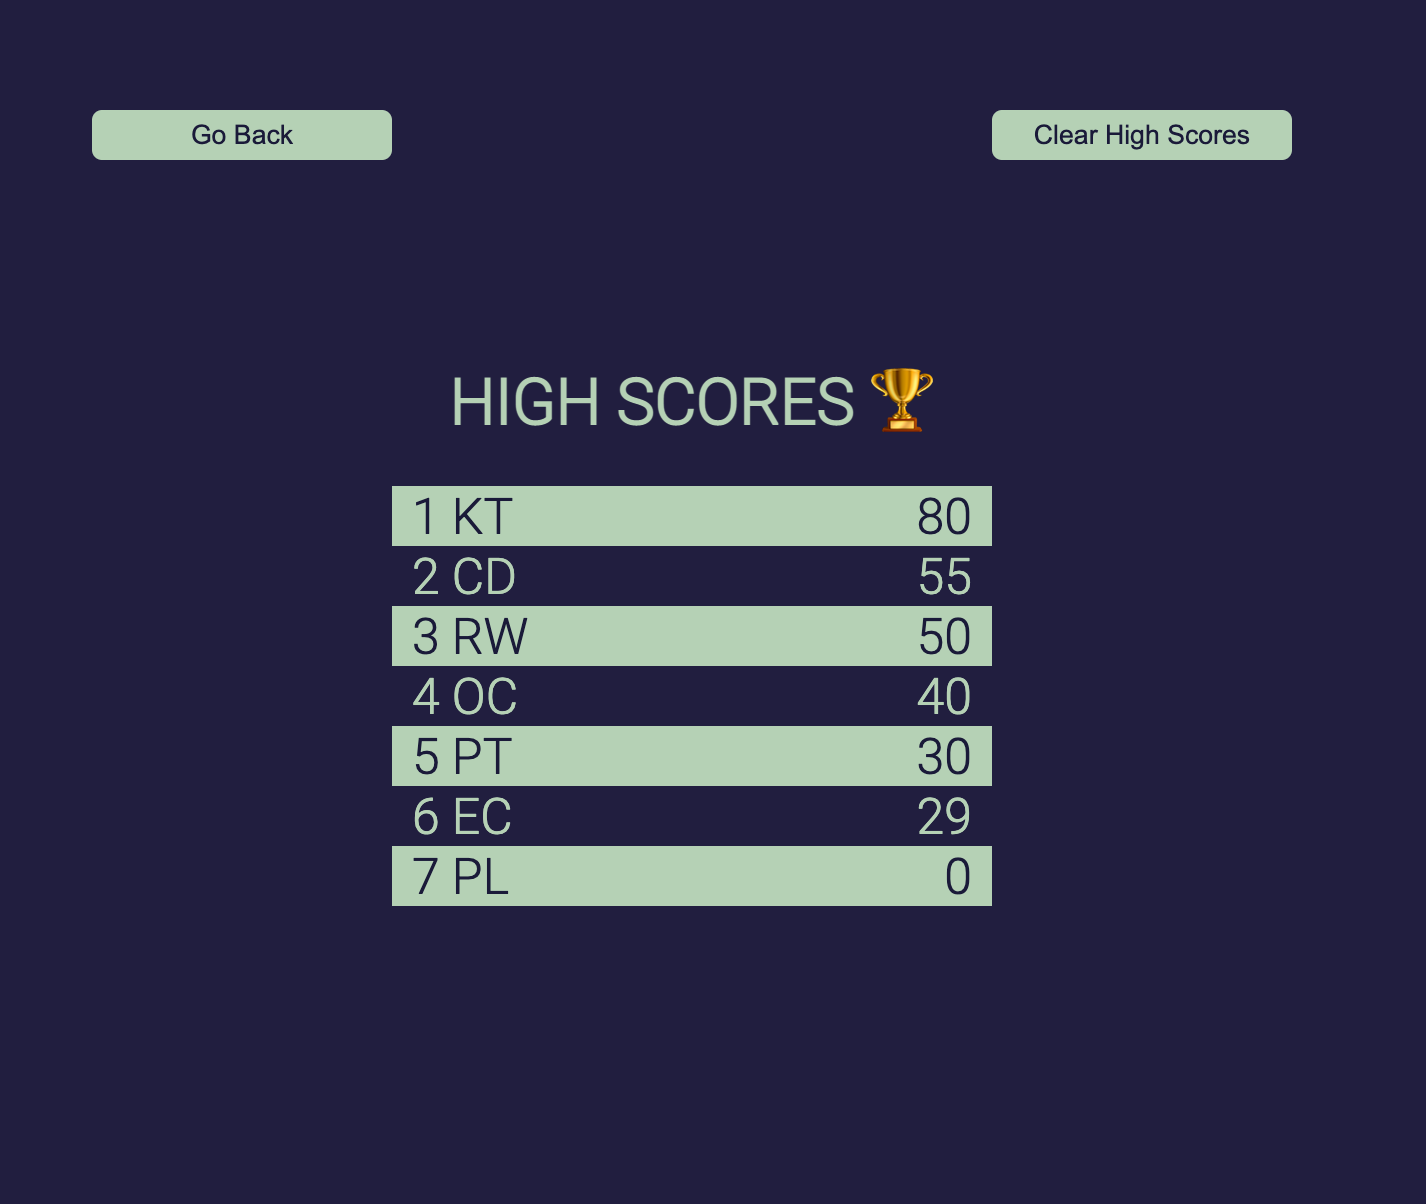 Go Back
Clear High Scores
HIGH SCORES 🏆
1 KT 80
2 CD 55
3 RW 50
4 OC 40
5 PT 30
6 EC 29
7 PL 0